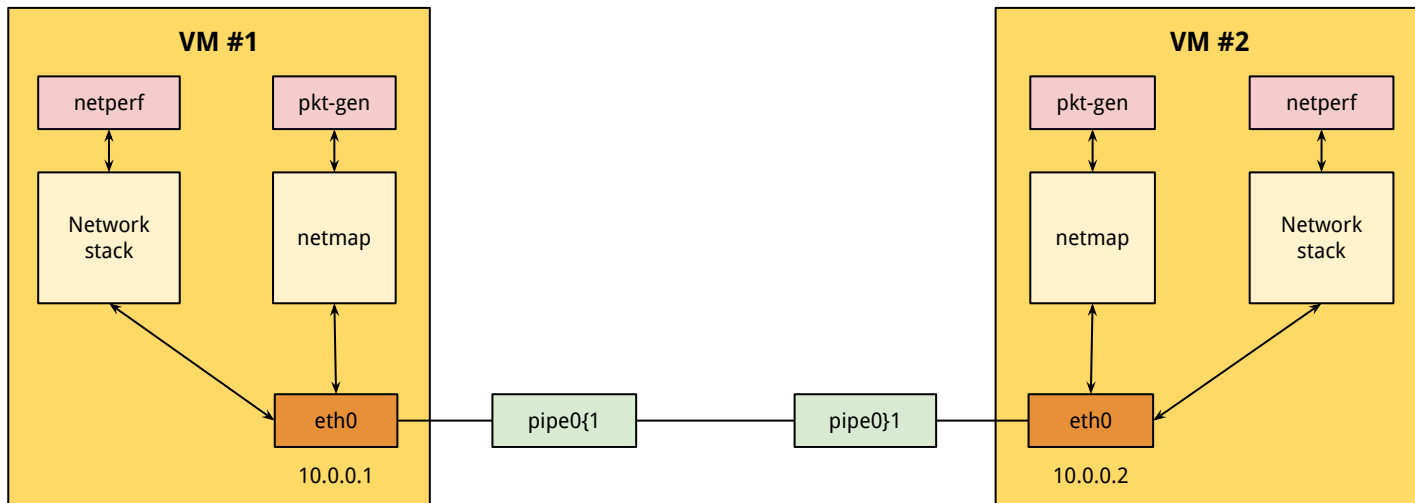 VM #1
netperf
pkt-gen
Network
stack
netmap
eth0
10.0.0.1
pipe0{1
pipe0}1
VM #2
pkt-gen
netperf
netmap
Network
stack
eth0
10.0.0.2